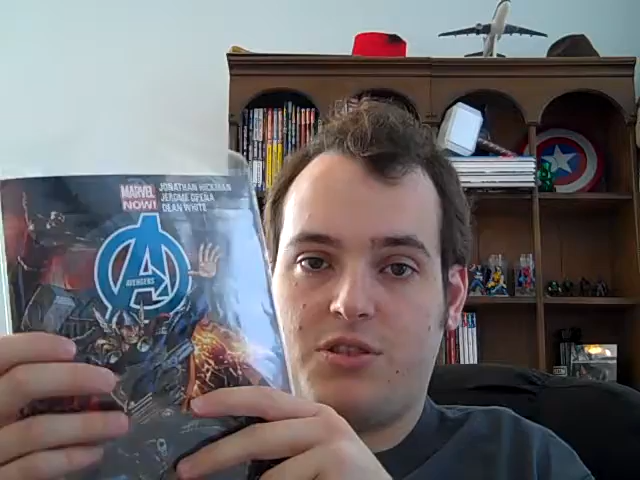 MARVEL
NOW!
JONATHAN HICKMAN
JEROME OPEÑA
DEAN WHITE
A
AVENGERS